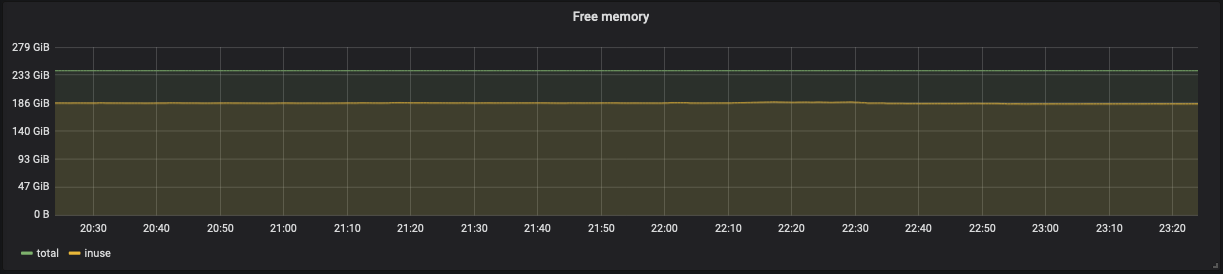 Free memory
279 GiB
233 GiB
186 GiB
140 GiB
93 GiB
47 GiB
0 B
20:30 20:40 20:50 21:00 21:10 21:20 21:30 21:40 21:50 22:00 22:10 22:20 22:30 22:40 22:50 23:00 23:10 23:20
total inuse